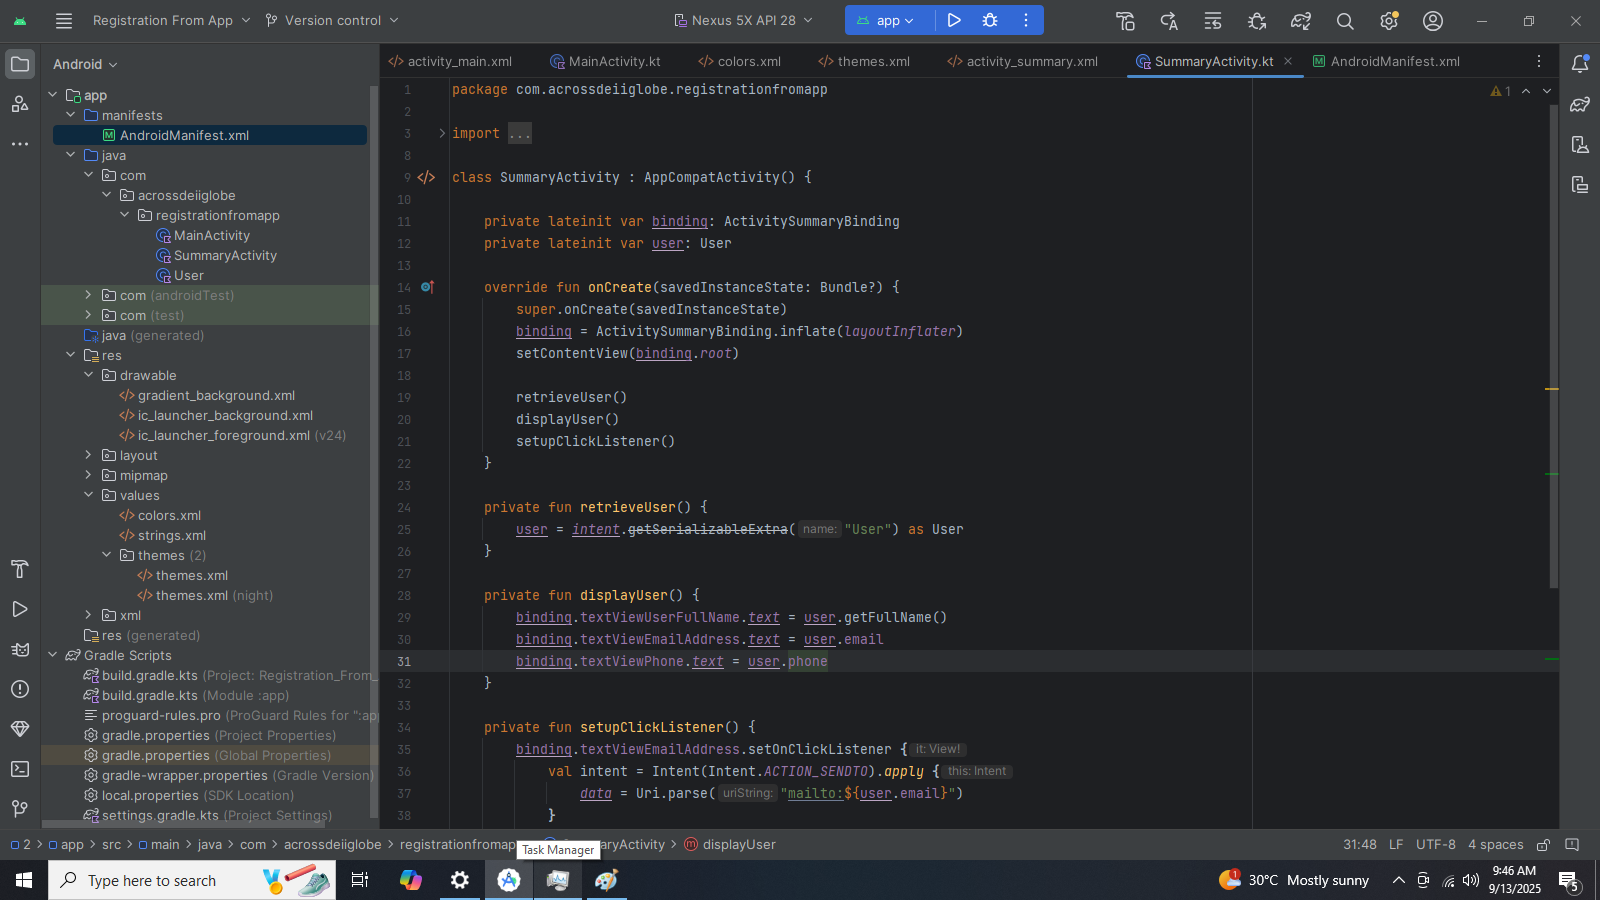 Registration From App
Version control
Nexus 5X API 28
app
Android
activity_main.xml
MainActivity.kt
colors.xml
themes.xml
activity_summary.xml
SummaryActivity.kt
AndroidManifest.xml
app
manifests
AndroidManifest.xml
java
com
acrossdeiiglobe
registrationfromapp
MainActivity
SummaryActivity
User
com (androidTest)
com (test)
java (generated)
res
drawable
gradient_background.xml
ic_launcher_background.xml
ic_launcher_foreground.xml (v24)
layout
mipmap
values
colors.xml
strings.xml
themes (2)
themes.xml
themes.xml (night)
xml
res (generated)
Gradle Scripts
build.gradle.kts (Project: Registration_From_
build.gradle.kts (Module :app)
proguard-rules.pro (ProGuard Rules for ":app
gradle.properties (Project Properties)
gradle.properties (Global Properties)
gradle-wrapper.properties (Gradle Version)
local.properties (SDK Location)
settings.gradle.kts (Project Settings)
1 package com.acrossdeiiglobe.registrationfromapp
1
2
3 import ...
8
9 class SummaryActivity : AppCompatActivity() {
10
11 private lateinit var binding: ActivitySummaryBinding
12 private lateinit var user: User
13
14 override fun onCreate(savedInstanceState: Bundle?) {
15 super.onCreate(savedInstanceState)
16 binding = ActivitySummaryBinding.inflate(layoutInflater)
17 setContentView(binding.root)
18
19 retrieveUser()
20 displayUser()
21 setupClickListener()
22 }
23
24 private fun retrieveUser() {
25 user = intent.getSerializableExtra( name: "User") as User
26 }
27
28 private fun displayUser() {
29 binding.textViewUserFullName.text = user.getFullName()
30 binding.textViewEmailAddress.text = user.email
31 binding.textViewPhone.text = user.phone
32 }
33
34 private fun setupClickListener() {
35 binding.textViewEmailAddress.setOnClickListener { it: View!
36 val intent = Intent(Intent.ACTION_SENDTO).apply { this: Intent
37 data = Uri.parse( uriString: "mailto:${user.email}")
38 }
2 > app > src > main > java > com > acrossdeiiglobe > registrationfromap
aryActivity > displayUser
31:48 LF UTF-8 4 spaces
Task Manager
Type here to search
1
30°C Mostly sunny
9:46 AM
9/13/2025
5